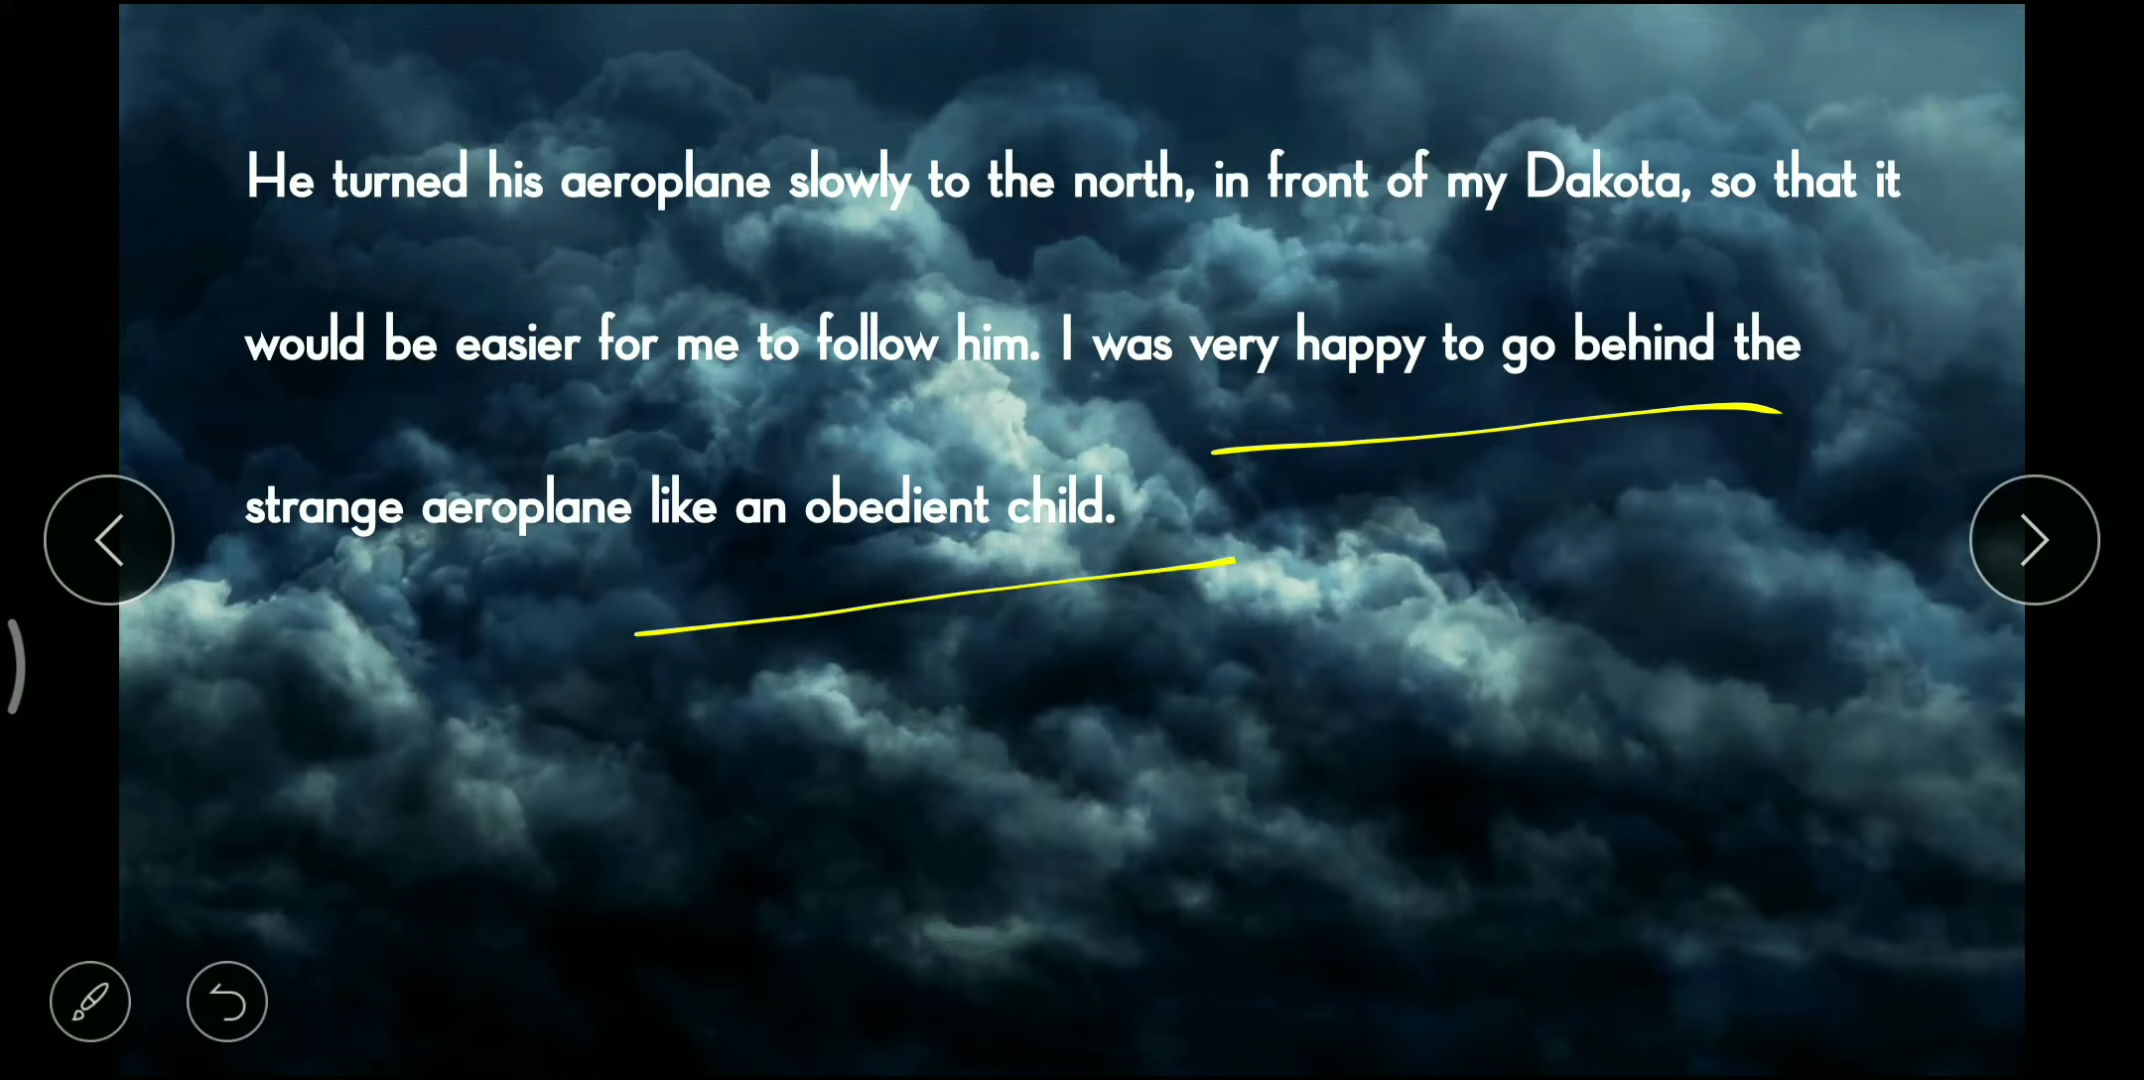 He turned his aeroplane slowly to the north, in front of my Dakota, so that it
would be easier for me to follow him. I was very happy to go behind the
strange aeroplane like an obedient child.